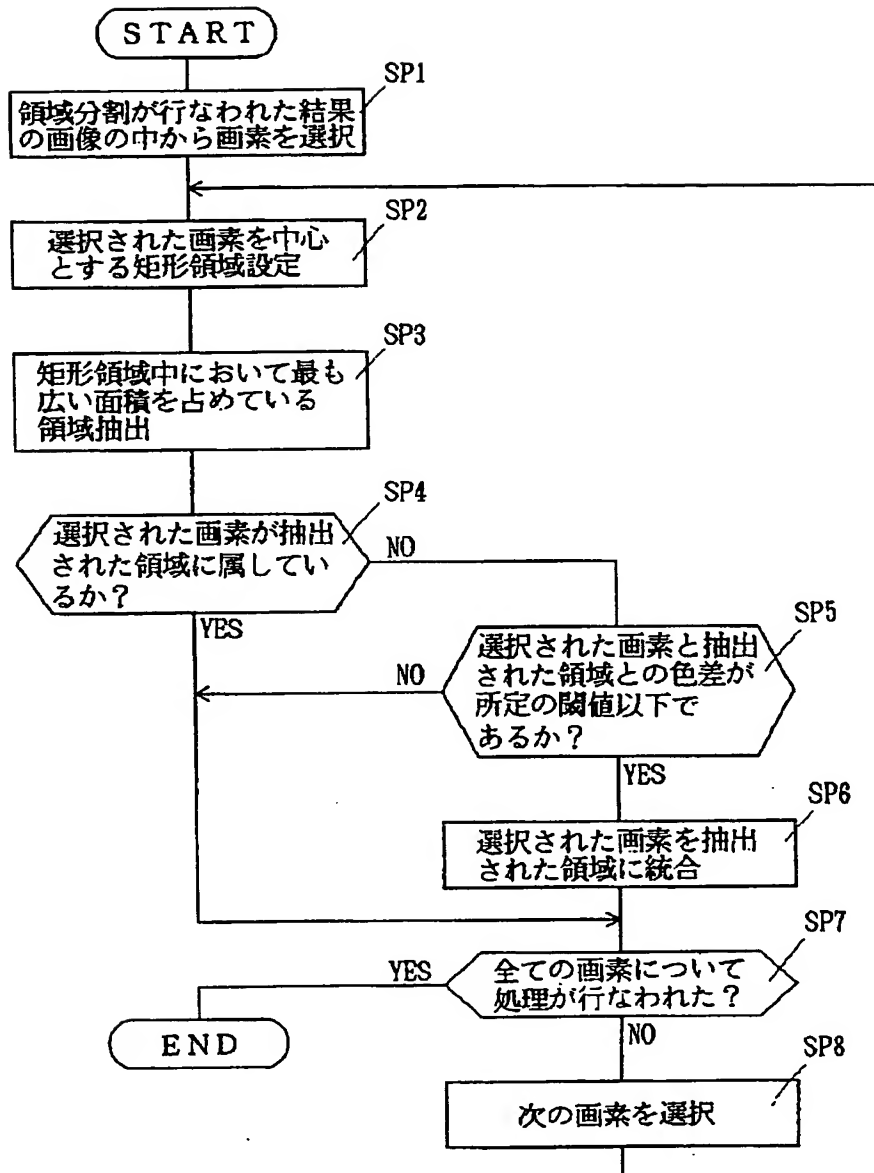 START
SP1
領域分割が行なわれた結果
の画像の中から画素を選択
SP2
選択された画素を中心
とする矩形領域設定
SP3
矩形領域中において最も
広い面積を占めている
領域抽出
SP4
選択された画素が抽出
された領域に属してい
るか？
NO
YES
SP5
選択された画素と抽出
された領域との色差が
所定の閾値以下で
あるか？
NO
YES
SP6
選択された画素を抽出
された領域に統合
SP7
全ての画素について
処理が行なわれた？
YES
END
NO
SP8
次の画素を選択